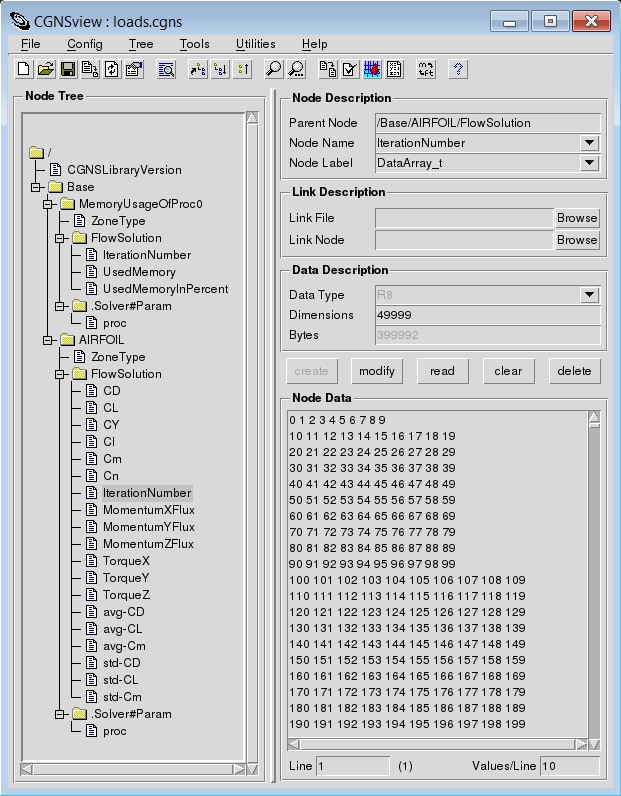 CGNSview : loads.cgns
File Config Tree Tools Utilities Help
Node Tree
/
CGNSLibraryVersion
Base
MemoryUsageOfProc0
ZoneType
FlowSolution
IterationNumber
UsedMemory
UsedMemoryInPercent
.Solver#Param
proc
AIRFOIL
ZoneType
FlowSolution
CD
CL
CY
Cl
Cm
Cn
IterationNumber
MomentumXFlux
MomentumYFlux
MomentumZFlux
TorqueX
TorqueY
TorqueZ
avg-CD
avg-CL
avg-Cm
std-CD
std-CL
std-Cm
.Solver#Param
proc
Node Description
Parent Node /Base/AIRFOIL/FlowSolution
Node Name IterationNumber
Node Label DataArray_t
Link Description
Link File Browse
Link Node Browse
Data Description
Data Type R8
Dimensions 49999
Bytes 399992
create modify read clear delete
Node Data
0 1 2 3 4 5 6 7 8 9
10 11 12 13 14 15 16 17 18 19
20 21 22 23 24 25 26 27 28 29
30 31 32 33 34 35 36 37 38 39
40 41 42 43 44 45 46 47 48 49
50 51 52 53 54 55 56 57 58 59
60 61 62 63 64 65 66 67 68 69
70 71 72 73 74 75 76 77 78 79
80 81 82 83 84 85 86 87 88 89
90 91 92 93 94 95 96 97 98 99
100 101 102 103 104 105 106 107 108 109
110 111 112 113 114 115 116 117 118 119
120 121 122 123 124 125 126 127 128 129
130 131 132 133 134 135 136 137 138 139
140 141 142 143 144 145 146 147 148 149
150 151 152 153 154 155 156 157 158 159
160 161 162 163 164 165 166 167 168 169
170 171 172 173 174 175 176 177 178 179
180 181 182 183 184 185 186 187 188 189
190 191 192 193 194 195 196 197 198 199
Line 1 (1) Values/Line 10